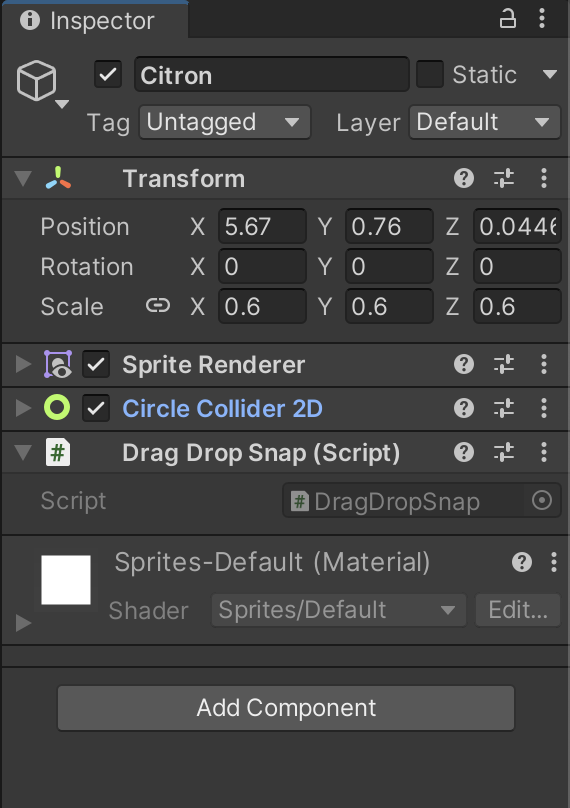 Inspector
Citron Static
Tag Untagged Layer Default
Transform
Position X 5.67 Y 0.76 Z 0.0446
Rotation X 0 Y 0 Z 0
Scale X 0.6 Y 0.6 Z 0.6
Sprite Renderer
Circle Collider 2D
# Drag Drop Snap (Script)
Script # DragDropSnap
Sprites-Default (Material)
Shader Sprites/Default Edit...
Add Component